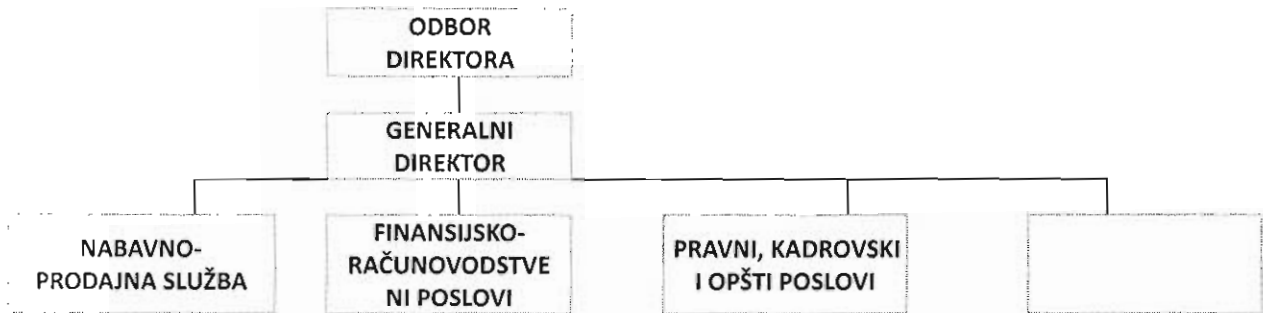 ODBOR
DIREKTORA
GENERALNI
DIREKTOR
NABAVNO-
PRODAJNA SLUŽBA
FINANSIJSKO-
RAČUNOVODSTVE
NI POSLOVI
PRAVNI, KADROVSKI
I OPŠTI POSLOVI